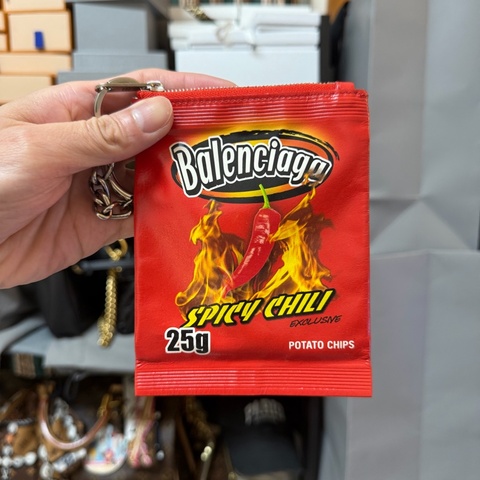 Balenciaga
SPICY CHILI
EXCLUSIVE
25g
POTATO CHIPS